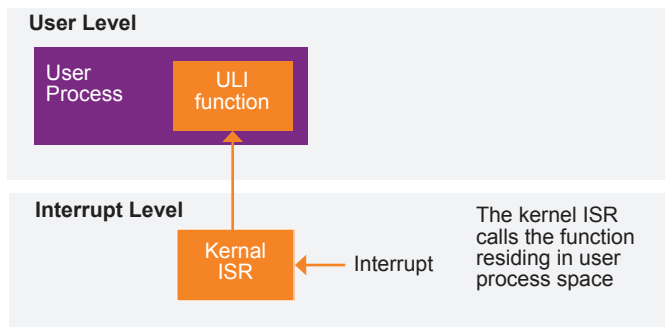 User Level
User
Process
ULI
function
Interrupt Level
Kernal
ISR
Interrupt
The kernel ISR
calls the function
residing in user
process space